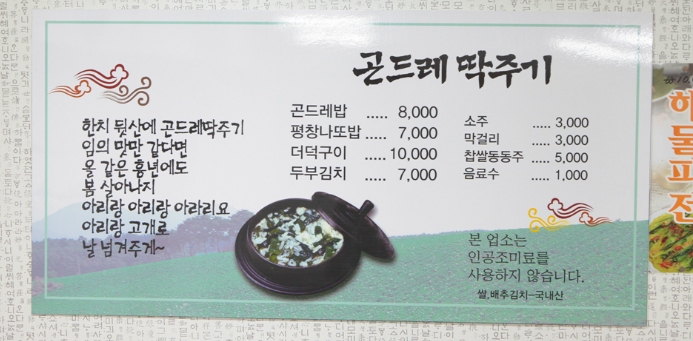 곤드레 딱주기
한치 뒷산에 곤드레딱주기
임의 맛만 같다면
올 같은 흉년에도
봄 살아나지
아리랑 아리랑 아라리요
아리랑 고개로
날 넘겨주게~
곤드레밥 ..... 8,000
평창나또밥 ..... 7,000
더덕구이 ..... 10,000
두부김치 ..... 7,000
소주 ..... 3,000
막걸리 ..... 3,000
찹쌀동동주 ..... 5,000
음료수 ..... 1,000
본 업소는
인공조미료를
사용하지 않습니다.
쌀,배추김치-국내산
해
물
파
전